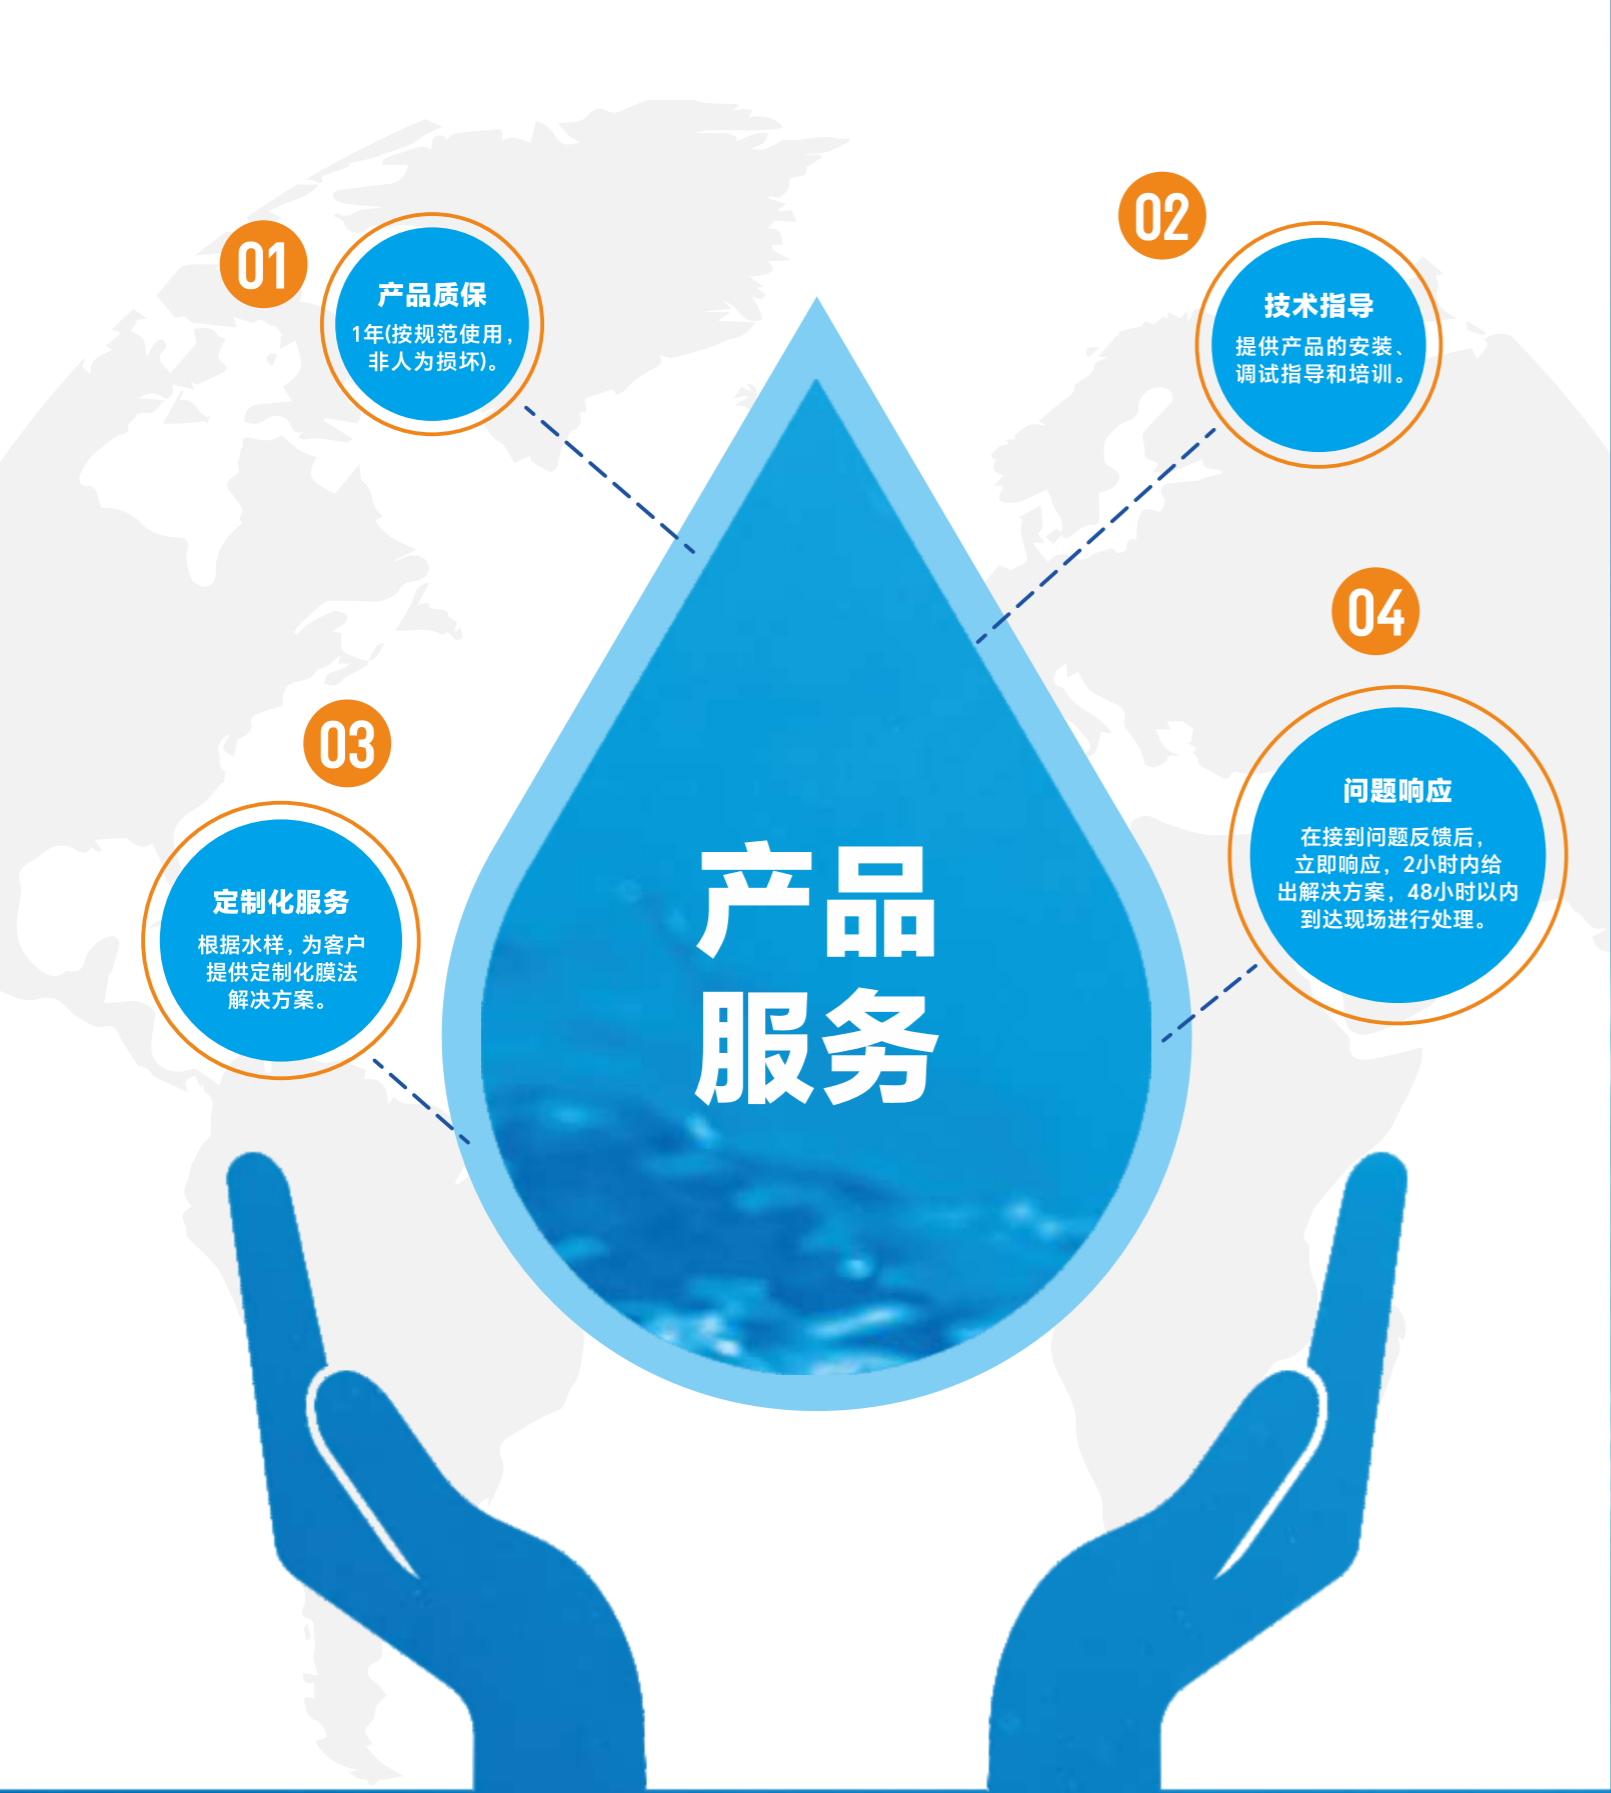 01
产品质保
1年(按规范使用,
非人为损坏)。
02
技术指导
提供产品的安装、
调试指导和培训。
03
定制化服务
根据水样, 为客户
提供定制化膜法
解决方案。
04
问题响应
在接到问题反馈后,
立即响应, 2小时内给
出解决方案, 48小时以内
到达现场进行处理。
产品
服务